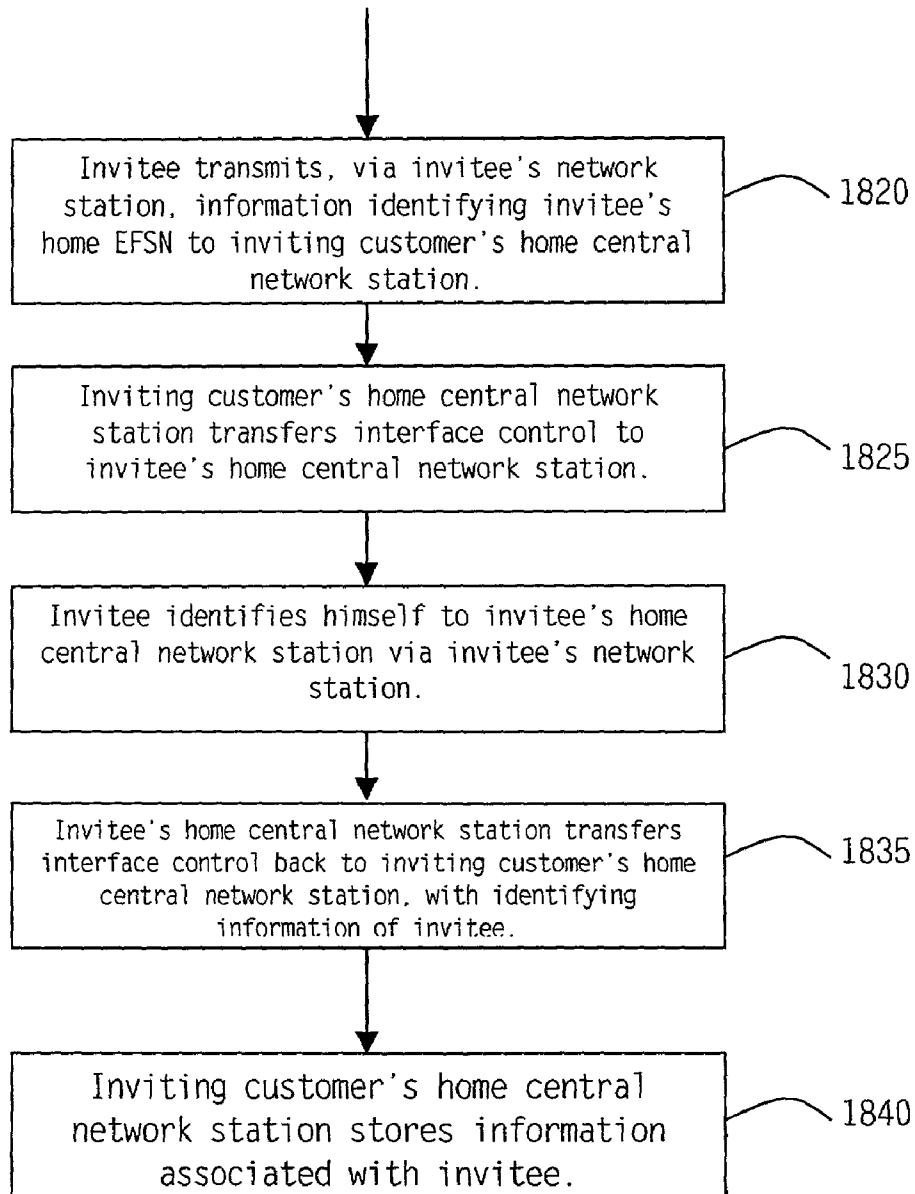 Invitee transmits, via invitee's network
station, information identifying invitee's
home EFSN to inviting customer's home central
network station.
1820
Inviting customer's home central network
station transfers interface control to
invitee's home central network station.
1825
Invitee identifies himself to invitee's home
central network station via invitee's network
station.
1830
Invitee's home central network station transfers
interface control back to inviting customer's home
central network station, with identifying
information of invitee.
1835
Inviting customer's home central
network station stores information
associated with invitee.
1840